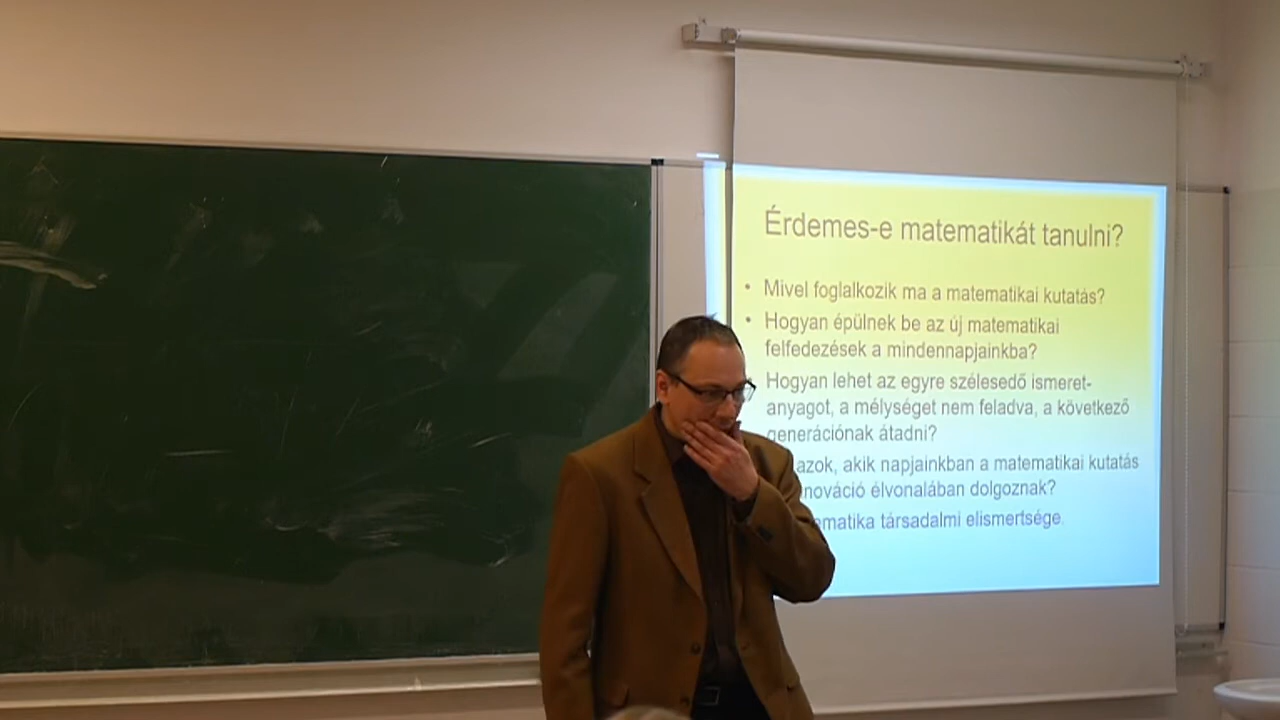 Érdemes-e matematikát tanulni?
• Mivel foglalkozik ma a matematikai kutatás?
• Hogyan épülnek be az új matematikai
felfedezések a mindennapjainkba?
Hogyan lehet az egyre szélesedő ismeret-
anyagot, a mélységet nem feladva, a következő
generációnak átadni?
azok, akik napjainkban a matematikai kutatás
élvonalában dolgoznak?
társadalmi elismertsége.